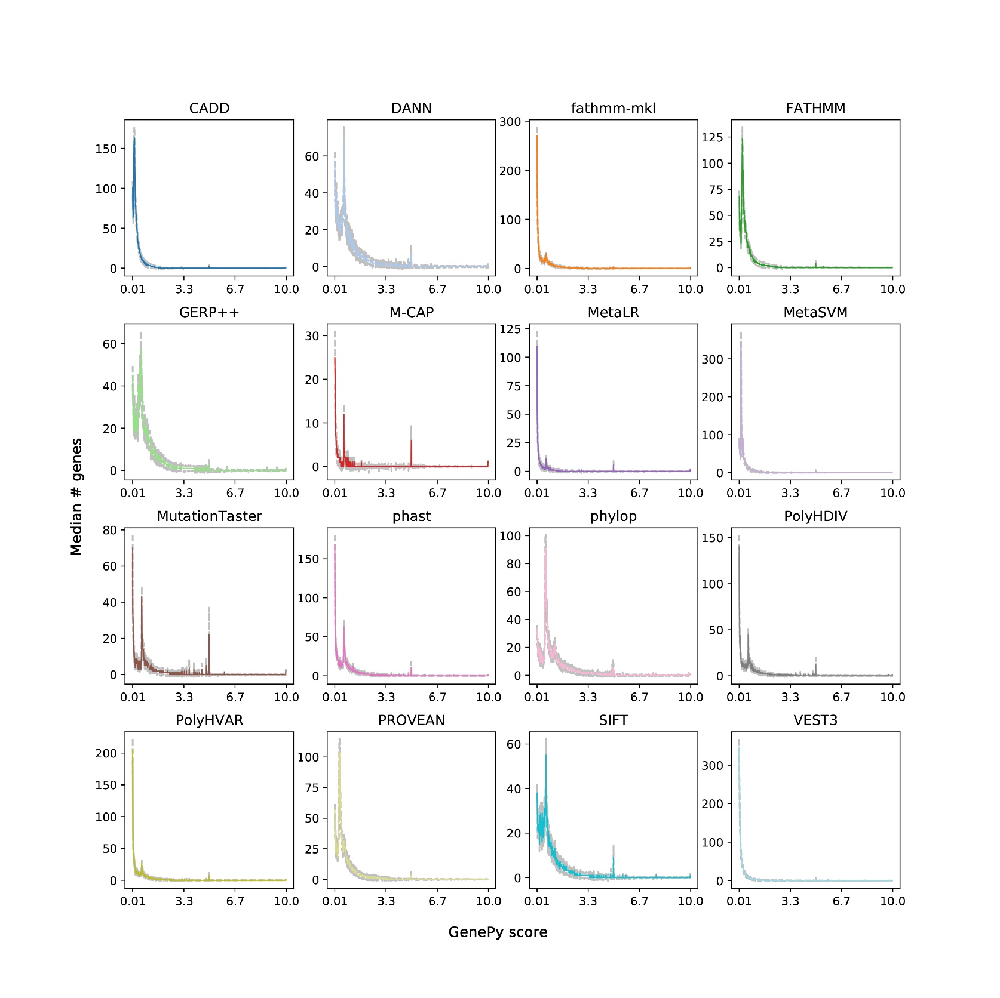 CADD
DANN
fathmm-mkl
FATHMM
150
100
50
0
0.01 3.3 6.7 10.0
60
40
20
0
0.01 3.3 6.7 10.0
300
200
100
0
0.01 3.3 6.7 10.0
125
100
75
50
25
0
0.01 3.3 6.7 10.0
GERP++
M-CAP
MetaLR
MetaSVM
60
40
20
0
0.01 3.3 6.7 10.0
30
20
10
0
0.01 3.3 6.7 10.0
125
100
75
50
25
0
0.01 3.3 6.7 10.0
300
200
100
0
0.01 3.3 6.7 10.0
Median # genes
MutationTaster
phast
phylop
PolyHDIV
80
60
40
20
0
0.01 3.3 6.7 10.0
150
100
50
0
0.01 3.3 6.7 10.0
100
80
60
40
20
0
0.01 3.3 6.7 10.0
150
100
50
0
0.01 3.3 6.7 10.0
PolyHVAR
PROVEAN
SIFT
VEST3
200
150
100
50
0
0.01 3.3 6.7 10.0
100
75
50
25
0
0.01 3.3 6.7 10.0
60
40
20
0
0.01 3.3 6.7 10.0
300
200
100
0
0.01 3.3 6.7 10.0
GenePy score